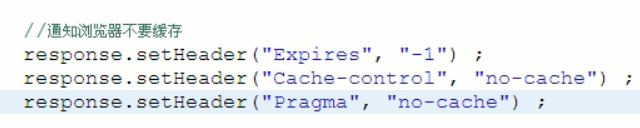 //通知浏览器不要缓存
response.setHeader("Expires", "-1") ;
response.setHeader("Cache-control", "no-cache") ;
response.setHeader("Pragma", "no-cache") ;